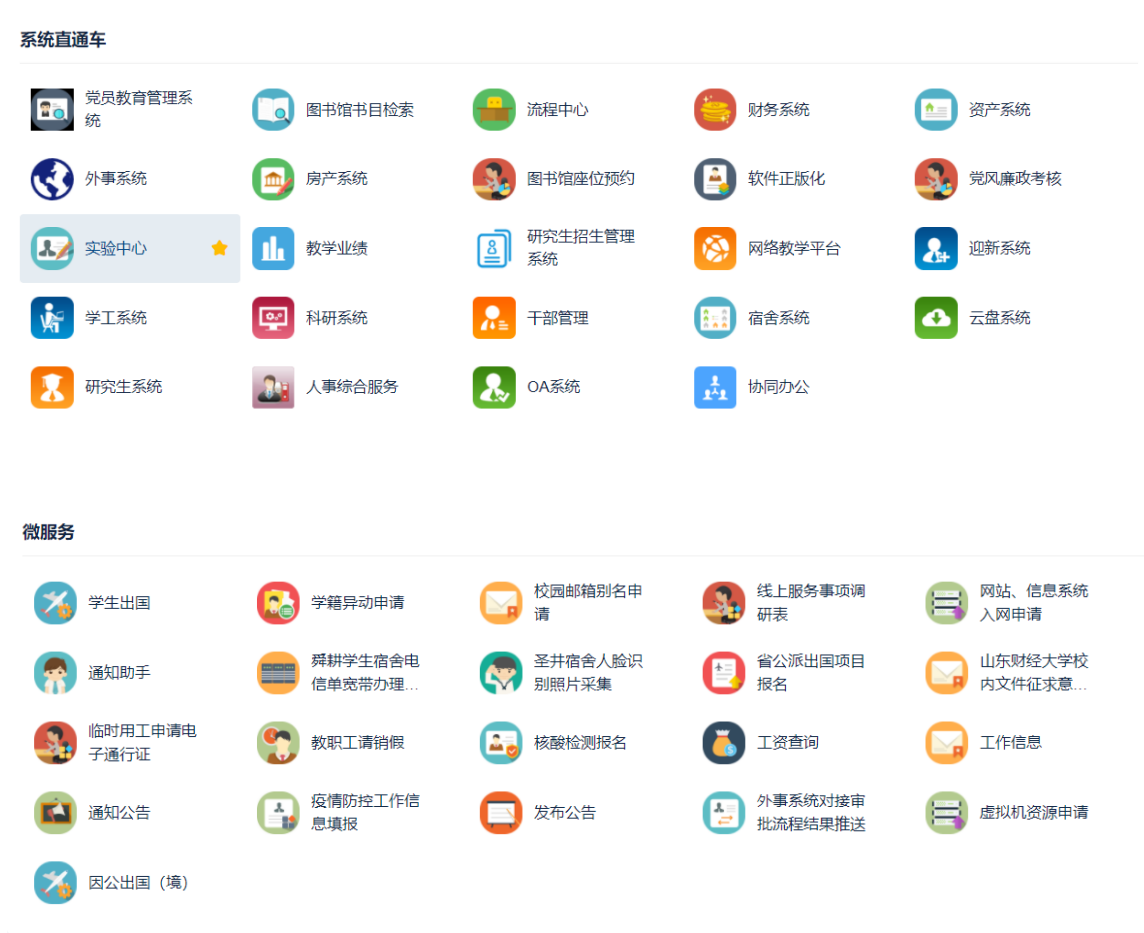 系统直通车
党员教育管理系
统
图书馆书目检索
流程中心
财务系统
资产系统
外事系统
房产系统
图书馆座位预约
软件正版化
党风廉政考核
实验中心
教学业绩
研究生招生管理
系统
网络教学平台
迎新系统
学工系统
科研系统
干部管理
宿舍系统
云盘系统
研究生系统
人事综合服务
OA系统
协同办公
微服务
学生出国
学籍异动申请
校园邮箱别名申
请
线上服务事项调
研表
网站、信息系统
入网申请
通知助手
舜耕学生宿舍电
信单宽带办理...
圣井宿舍人脸识
别照片采集
省公派出国项目
报名
山东财经大学校
内文件征求意...
临时用工申请电
子通行证
教职工请销假
核酸检测报名
工资查询
工作信息
通知公告
疫情防控工作信
息填报
发布公告
外事系统对接审
批流程结果推送
虚拟机资源申请
因公出国（境）